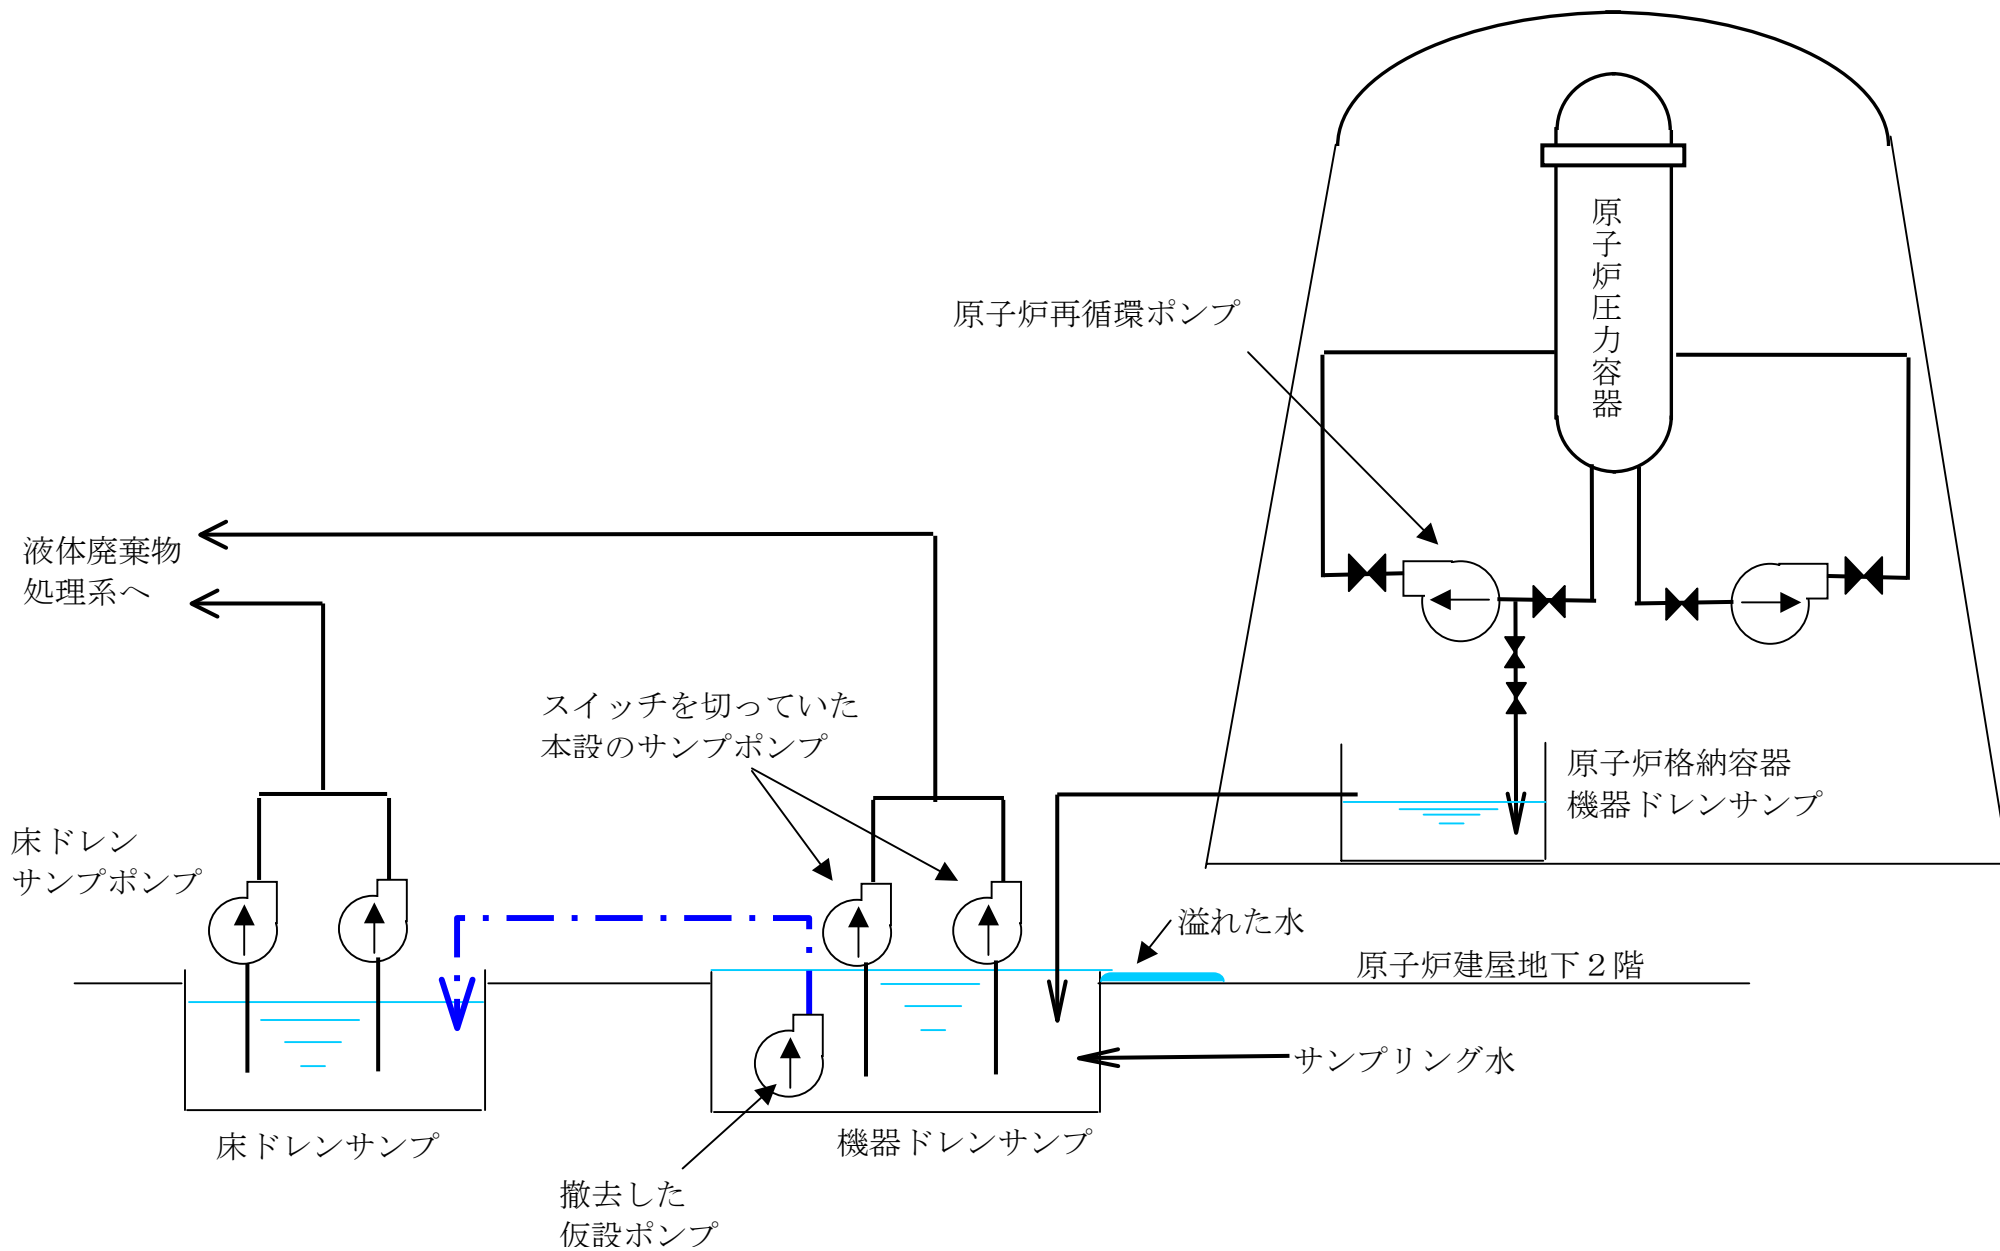 原子炉圧力容器
原子炉再循環ポンプ
液体廃棄物
処理系へ
スイッチを切っていた
本設のサンプポンプ
原子炉格納容器
機器ドレンサンプ
床ドレン
サンプポンプ
溢れた水
原子炉建屋地下２階
サンプリング水
床ドレンサンプ
機器ドレンサンプ
撤去した
仮設ポンプ